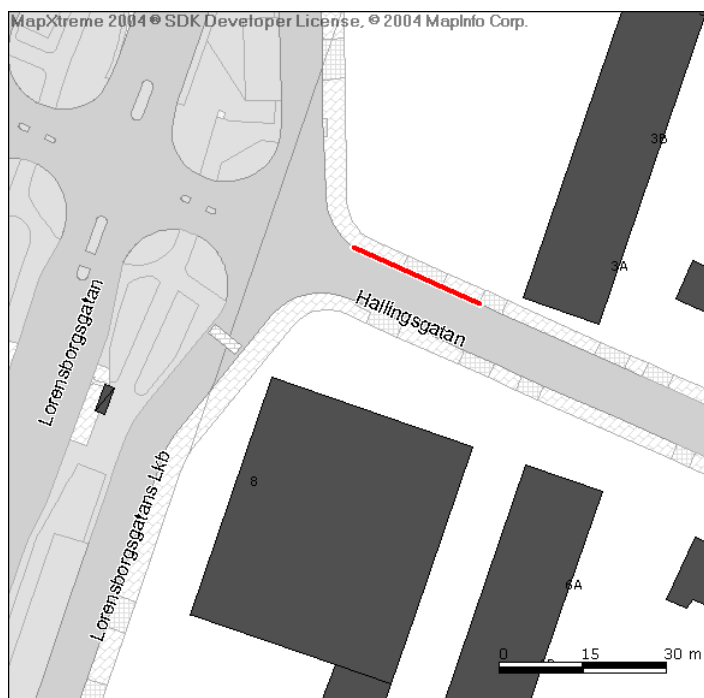 MapXtreme 2004 ® SDK Developer License, © 2004 MapInfo Corp.
3B
3A
Hallingsgatan
Lorensborgsgatan
8
Lorensborgsgatans Lkb
6A
0 15 30 m